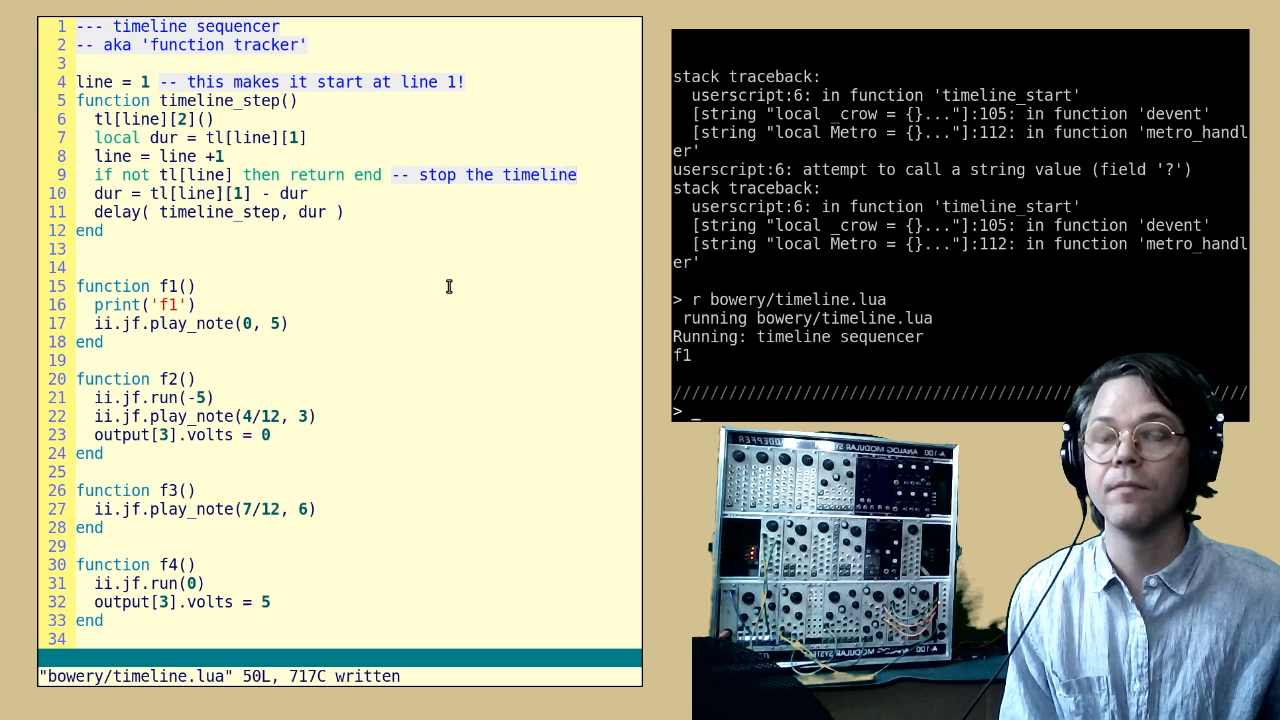 1 --- timeline sequencer
2 -- aka 'function tracker'
3
4 line = 1 -- this makes it start at line 1!
5 function timeline_step()
6   tl[line][2]()
7   local dur = tl[line][1]
8   line = line +1
9   if not tl[line] then return end -- stop the timeline
10   dur = tl[line][1] - dur
11   delay( timeline_step, dur )
12 end
13
14
15 function f1()
16   print('f1')
17   ii.jf.play_note(0, 5)
18 end
19
20 function f2()
21   ii.jf.run(-5)
22   ii.jf.play_note(4/12, 3)
23   output[3].volts = 0
24 end
25
26 function f3()
27   ii.jf.play_note(7/12, 6)
28 end
29
30 function f4()
31   ii.jf.run(0)
32   output[3].volts = 5
33 end
34
"bowery/timeline.lua" 50L, 717C written
stack traceback:
  userscript:6: in function 'timeline_start'
  [string "local _crow = {}..."]:105: in function 'devent'
  [string "local Metro = {}..."]:112: in function 'metro_handl
er'
userscript:6: attempt to call a string value (field '?')
stack traceback:
  userscript:6: in function 'timeline_start'
  [string "local _crow = {}..."]:105: in function 'devent'
  [string "local Metro = {}..."]:112: in function 'metro_handl
er'
> r bowery/timeline.lua
 running bowery/timeline.lua
Running: timeline sequencer
f1
> _
DOEPFER
ANALOG MODULAR SYSTEM A-100